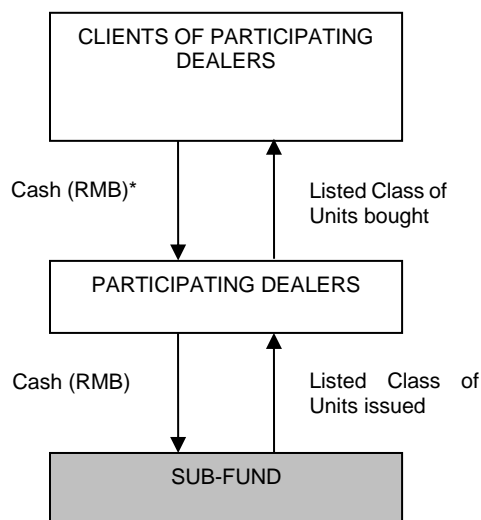 CLIENTS OF PARTICIPATING
DEALERS
Cash (RMB)*
Listed Class of
Units bought
PARTICIPATING DEALERS
Cash (RMB)
Listed Class of
Units issued
SUB-FUND